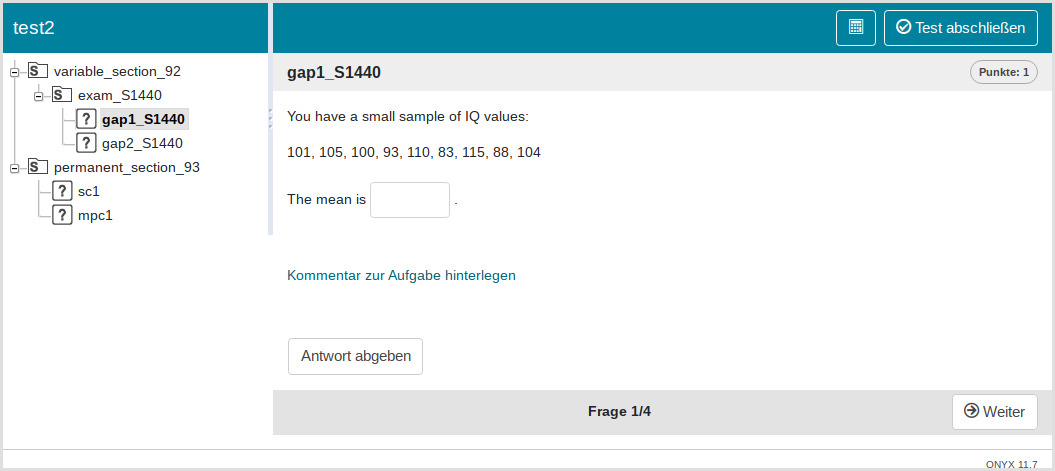 test2
Test abschließen
variable_section_92
exam_S1440
gap1_S1440
gap2_S1440
permanent_section_93
sc1
mpc1
gap1_S1440
Punkte: 1
You have a small sample of IQ values:
101, 105, 100, 93, 110, 83, 115, 88, 104
The mean is .
Kommentar zur Aufgabe hinterlegen
Antwort abgeben
Frage 1/4
Weiter
ONYX 11.7